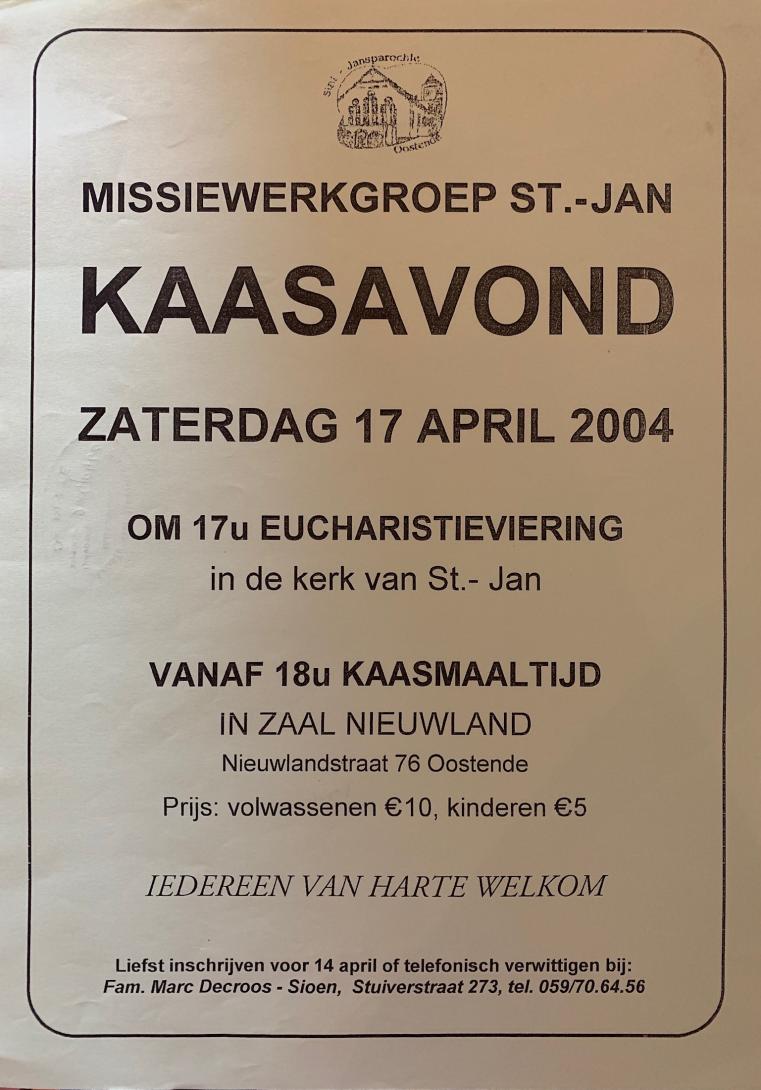 Sint - Jansparochie
Oostende
MISSIEWERKGROEP ST.-JAN
KAASAVOND
ZATERDAG 17 APRIL 2004
OM 17u EUCHARISTIEVIERING
in de kerk van St.- Jan
VANAF 18u KAASMAALTIJD
IN ZAAL NIEUWLAND
Nieuwlandstraat 76 Oostende
Prijs: volwassenen €10, kinderen €5
IEDEREEN VAN HARTE WELKOM
Liefst inschrijven voor 14 april of telefonisch verwittigen bij:
Fam. Marc Decroos - Sioen, Stuiverstraat 273, tel. 059/70.64.56